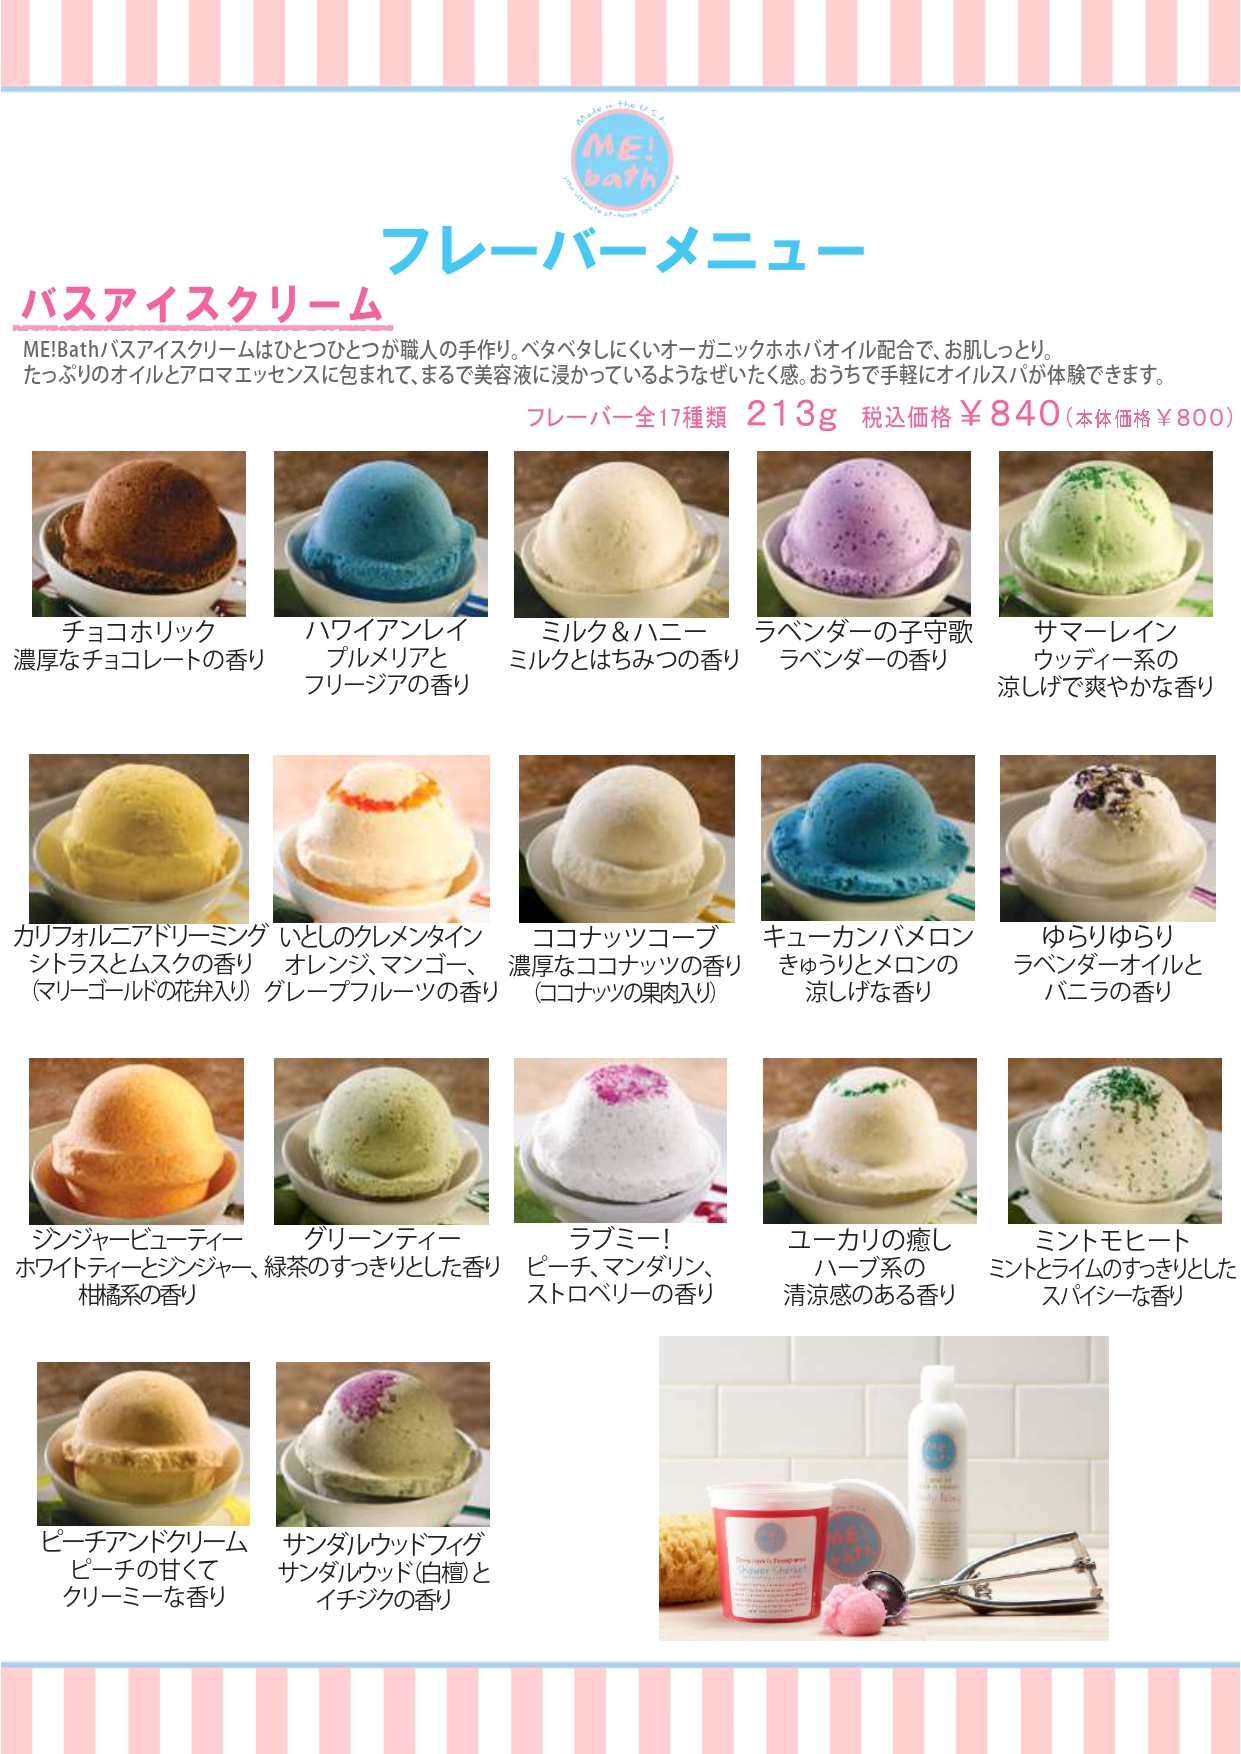 Made in the U.S.A.
ME!
bath
your ultimate at-home spa experience
フレーバーメニュー
バスアイスクリーム
ME!Bathバスアイスクリームはひとつひとつが職人の手作り。ベタベタしにくいオーガニックホホバオイル配合で、お肌しっとり。
たっぷりのオイルとアロマエッセンスに包まれて、まるで美容液に浸かっているようなぜいたく感。おうちで手軽にオイルスパが体験できます。
フレーバー全17種類 213g 税込価格￥840(本体価格￥800)
チョコホリック
濃厚なチョコレートの香り
ハワイアンレイ
プルメリアと
フリージアの香り
ミルク＆ハニー
ミルクとはちみつの香り
ラベンダーの子守歌
ラベンダーの香り
サマーレイン
ウッディー系の
涼しげで爽やかな香り
カリフォルニアドリーミング
シトラスとムスクの香り
(マリーゴールドの花弁入り)
いとしのクレメンタイン
オレンジ、マンゴー、
グレープフルーツの香り
ココナッツコーブ
濃厚なココナッツの香り
(ココナッツの果肉入り)
キューカンバメロン
きゅうりとメロンの
涼しげな香り
ゆらりゆらり
ラベンダーオイルと
バニラの香り
ジンジャービューティー
ホワイトティーとジンジャー、
柑橘系の香り
グリーンティー
緑茶のすっきりとした香り
ラブミー！
ピーチ、マンダリン、
ストロベリーの香り
ユーカリの癒し
ハーブ系の
清涼感のある香り
ミントモヒート
ミントとライムのすっきりとした
スパイシーな香り
ピーチアンドクリーム
ピーチの甘くて
クリーミーな香り
サンダルウッドフィグ
サンダルウッド(白檀)と
イチジクの香り
ME!
bath
ME!
bath
Shower Sherbet